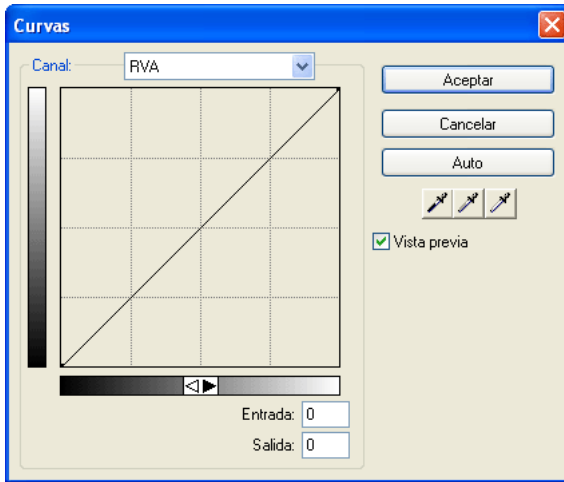 Curvas
Canal: RVA
Aceptar
Cancelar
Auto
Vista previa
Entrada: 0
Salida: 0